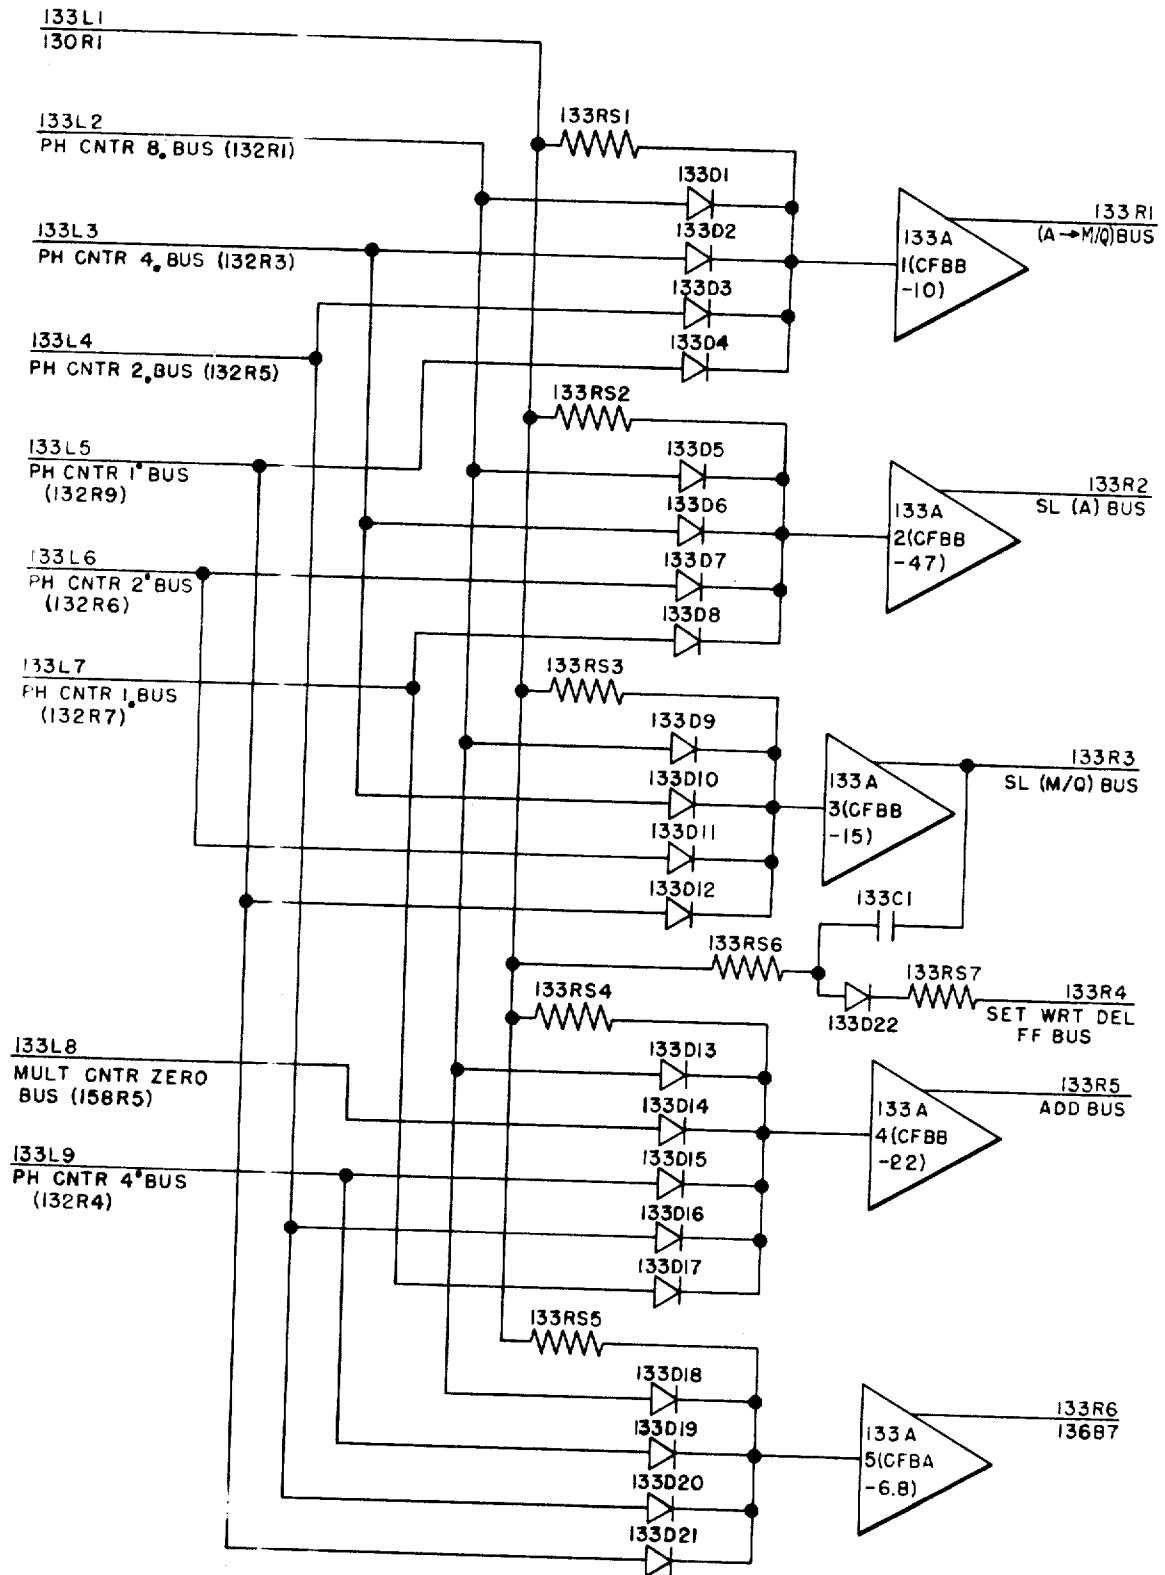 133L1
130R1
133L2
PH CNTR 8. BUS (132R1)
133L3
PH CNTR 4. BUS (132R3)
133L4
PH CNTR 2. BUS (132R5)
133L5
PH CNTR 1• BUS
(132R9)
133L6
PH CNTR 2• BUS
(132R6)
133L7
PH CNTR 1. BUS
(132R7)
133L8
MULT CNTR ZERO
BUS (158R5)
133L9
PH CNTR 4• BUS
(132R4)
133RS1
133D1
133D2
133D3
133D4
133A
1(CFBB
-10)
133R1
(A→M/Q)BUS
133RS2
133D5
133D6
133D7
133D8
133A
2(CFBB
-47)
133R2
SL (A) BUS
133RS3
133D9
133D10
133D11
133D12
133A
3(CFBB
-15)
133R3
SL (M/Q) BUS
133C1
133RS6
133D22
133RS7
133R4
SET WRT DEL
FF BUS
133RS4
133D13
133D14
133D15
133D16
133D17
133A
4(CFBB
-22)
133R5
ADD BUS
133RS5
133D18
133D19
133D20
133D21
133A
5(CFBA
-6.8)
133R6
136B7